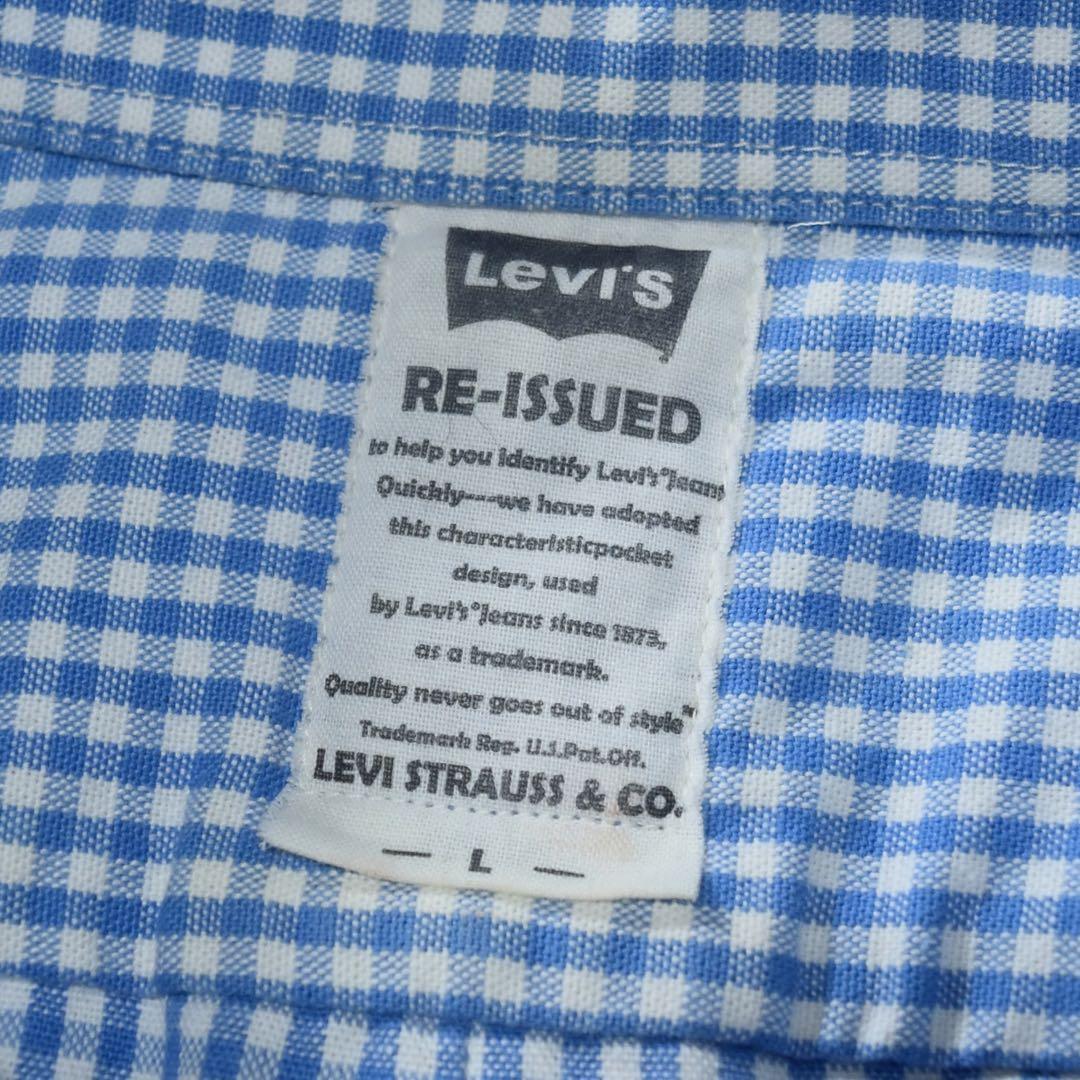 Levi's
RE-ISSUED
to help you identify Levi's® Jeans
Quickly---we have adopted
this characteristicpocket
design, used
by Levi's® Jeans since 1873,
as a trademark.
Quality never goes out of style™
Trademark Reg. U.S.Pat.Off.
LEVI STRAUSS & CO.
— L —